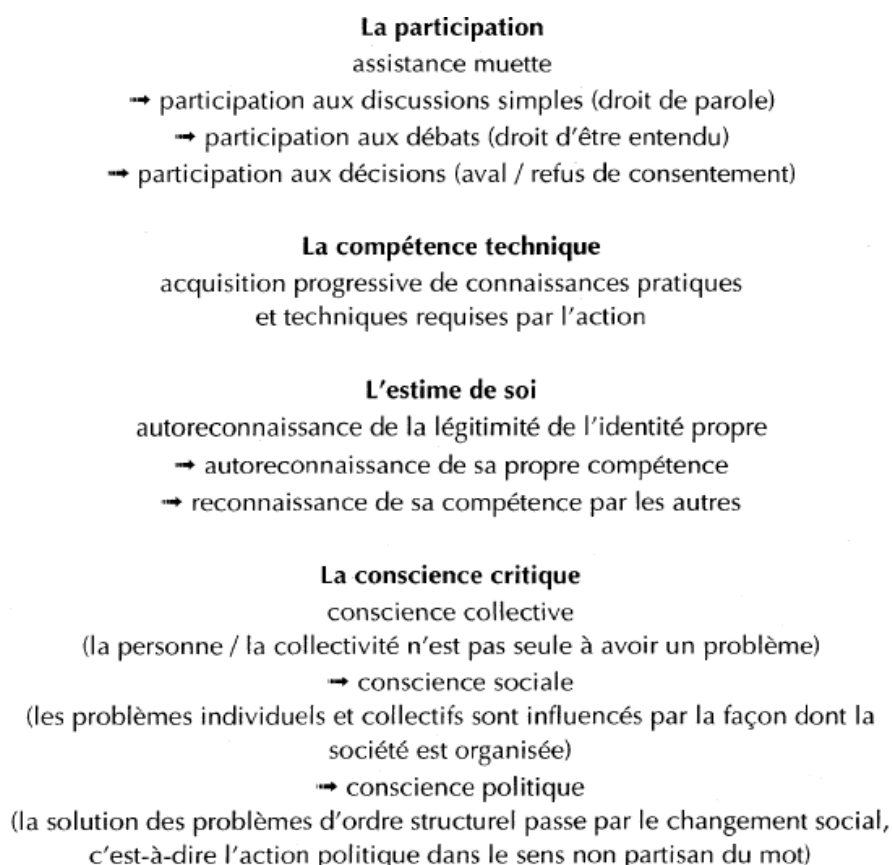 La participation
assistance muette
➟ participation aux discussions simples (droit de parole)
➟ participation aux débats (droit d'être entendu)
➟ participation aux décisions (aval / refus de consentement)
La compétence technique
acquisition progressive de connaissances pratiques
et techniques requises par l'action
L'estime de soi
autoreconnaissance de la légitimité de l'identité propre
➟ autoreconnaissance de sa propre compétence
➟ reconnaissance de sa compétence par les autres
La conscience critique
conscience collective
(la personne / la collectivité n'est pas seule à avoir un problème)
➟ conscience sociale
(les problèmes individuels et collectifs sont influencés par la façon dont la
société est organisée)
➟ conscience politique
(la solution des problèmes d'ordre structurel passe par le changement social,
c'est-à-dire l'action politique dans le sens non partisan du mot)